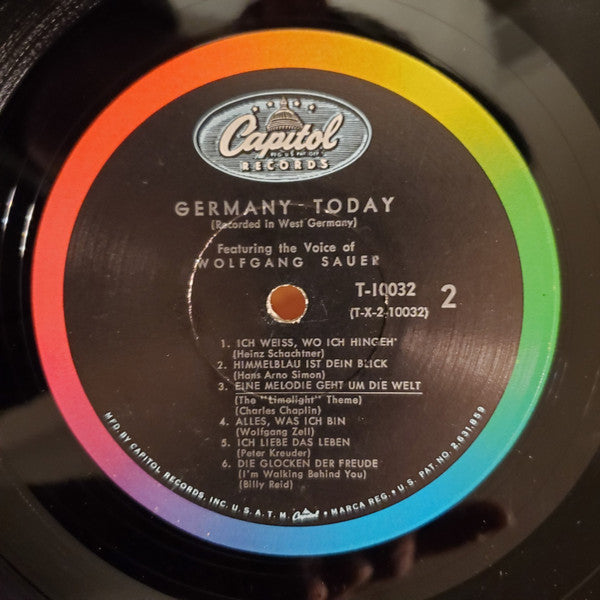 Capitol
REG. U.S. PAT. OFF.
RECORDS
GERMANY TODAY
(Recorded in West Germany)
Featuring the Voice of
WOLFGANG SAUER
T-10032
(T-X-2-10032)
2
1. ICH WEISS, WO ICH HINGEH'
(Heinz Schachtner)
2. HIMMELBLAU IST DEIN BLICK
(Hans Arno Simon)
3. EINE MELODIE GEHT UM DIE WELT
(The "Limelight" Theme)
(Charles Chaplin)
4. ALLES, WAS ICH BIN
(Wolfgang Zell)
5. ICH LIEBE DAS LEBEN
(Peter Kreuder)
6. DIE GLOCKEN DER FREUDE
(I'm Walking Behind You)
(Billy Reid)
MFD. BY CAPITOL RECORDS, INC. U.S.A. T.M. Capitol MARCA REG. • U.S. PAT. NO. 2,631,859